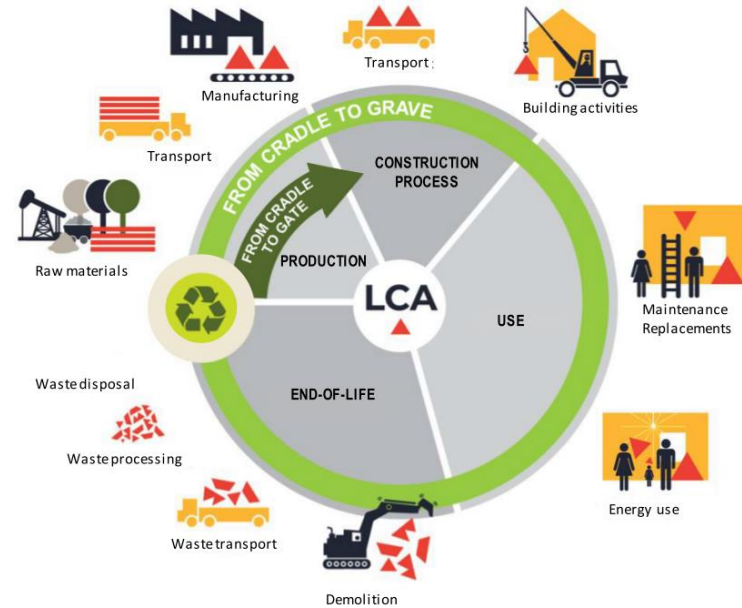 Transport :
Manufacturing
Building activities
Transport
FROM CRADLE TO GRAVE
CONSTRUCTION
PROCESS
FROM CRADLE
TO GATE
Raw materials
PRODUCTION
LCA
USE
Maintenance
Replacements
END-OF-LIFE
Waste disposal
Waste processing
Waste transport
Energy use
Demolition